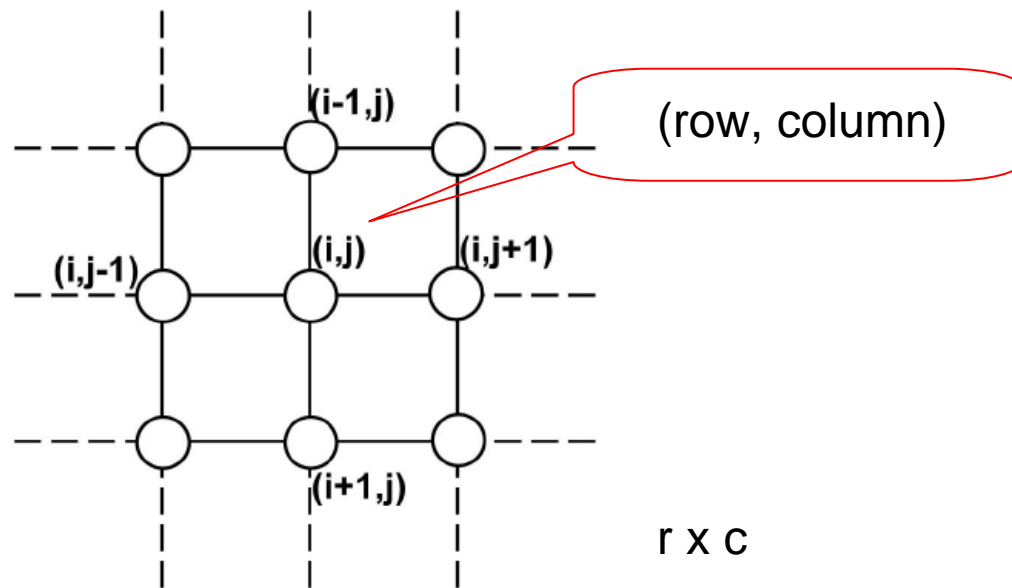 (i-1,j)
(row, column)
(i,j-1)
(i,j)
(i,j+1)
(i+1,j)
r x c